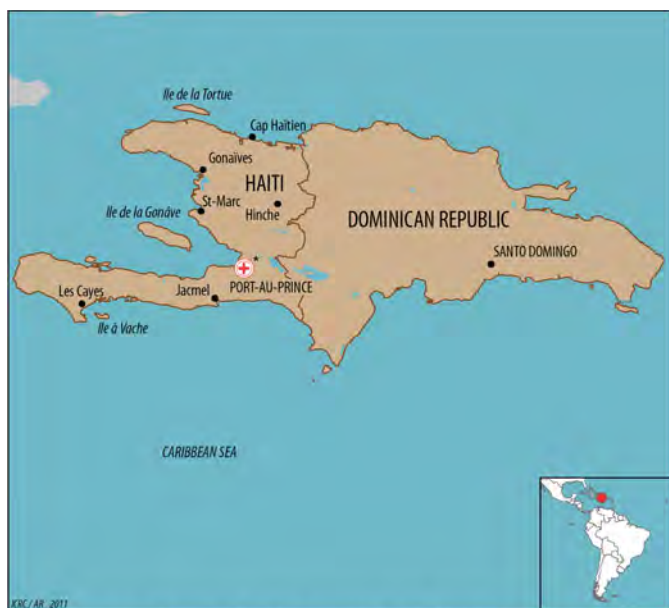 Ile de la Tortue
Cap Haïtien
Gonaïves
HAITI
St-Marc
Ile de la Gonâve
Hinche
DOMINICAN REPUBLIC
SANTO DOMINGO
PORT-AU-PRINCE
Les Cayes
Jacmel
Ile à Vache
CARIBBEAN SEA
ICRC / AR 2011